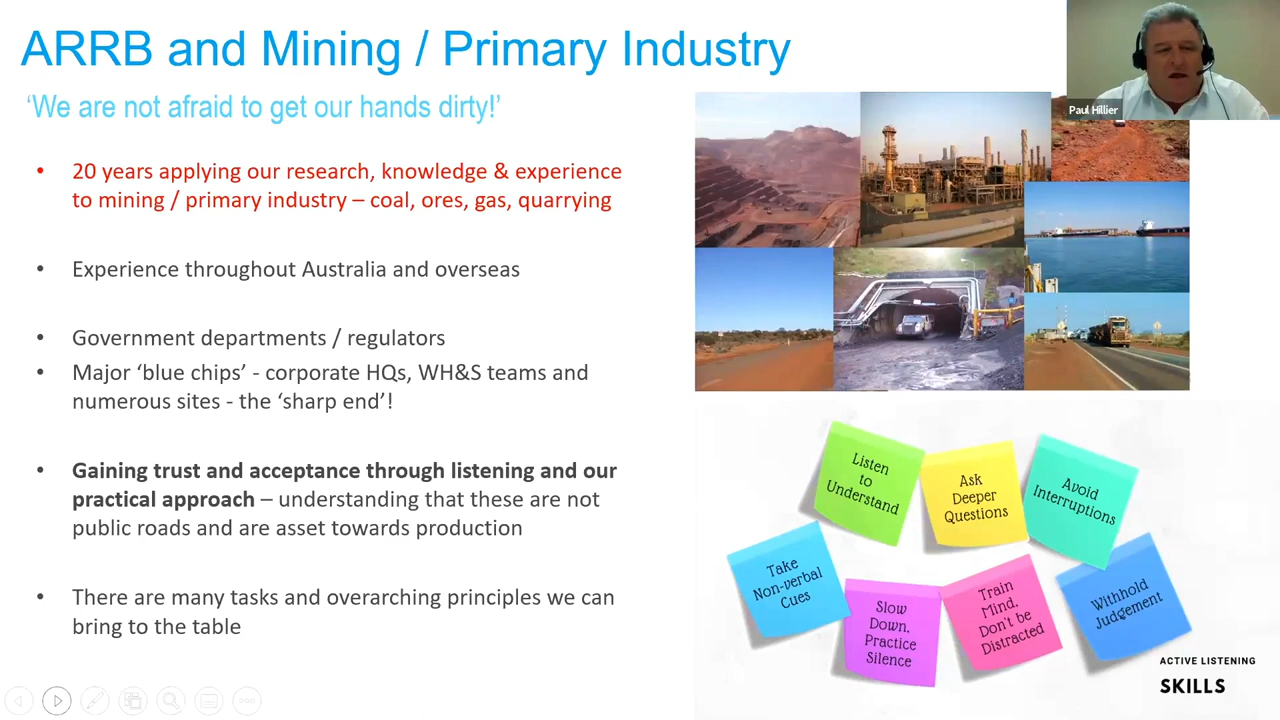 ARRB and Mining / Primary Industry
‘We are not afraid to get our hands dirty!’
• 20 years applying our research, knowledge & experience
to mining / primary industry – coal, ores, gas, quarrying
• Experience throughout Australia and overseas
• Government departments / regulators
• Major ‘blue chips’ - corporate HQs, WH&S teams and
numerous sites - the ‘sharp end’!
• Gaining trust and acceptance through listening and our
practical approach – understanding that these are not
public roads and are asset towards production
• There are many tasks and overarching principles we can
bring to the table
Paul Hillier
Listen
to
Understand
Ask
Deeper
Questions
Avoid
Interruptions
Take
Non-verbal
Cues
Slow
Down,
Practice
Silence
Train
Mind,
Don't be
Distracted
Withhold
Judgement
ACTIVE LISTENING
SKILLS